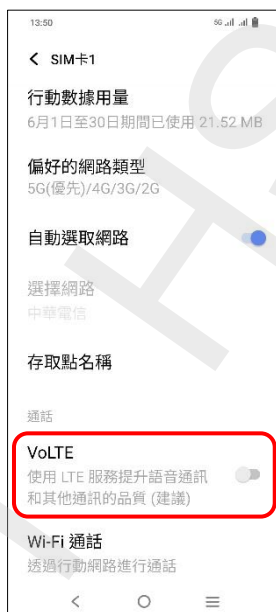 13:50
5G
SIM卡1
行動數據用量
6月1日至30日期間已使用 21.52 MB
偏好的網路類型
5G(優先)/4G/3G/2G
自動選取網路
選擇網路
中華電信
存取點名稱
通話
VoLTE
使用 LTE 服務提升語音通訊
和其他通訊的品質 (建議)
Wi-Fi 通話
透過行動網路進行通話